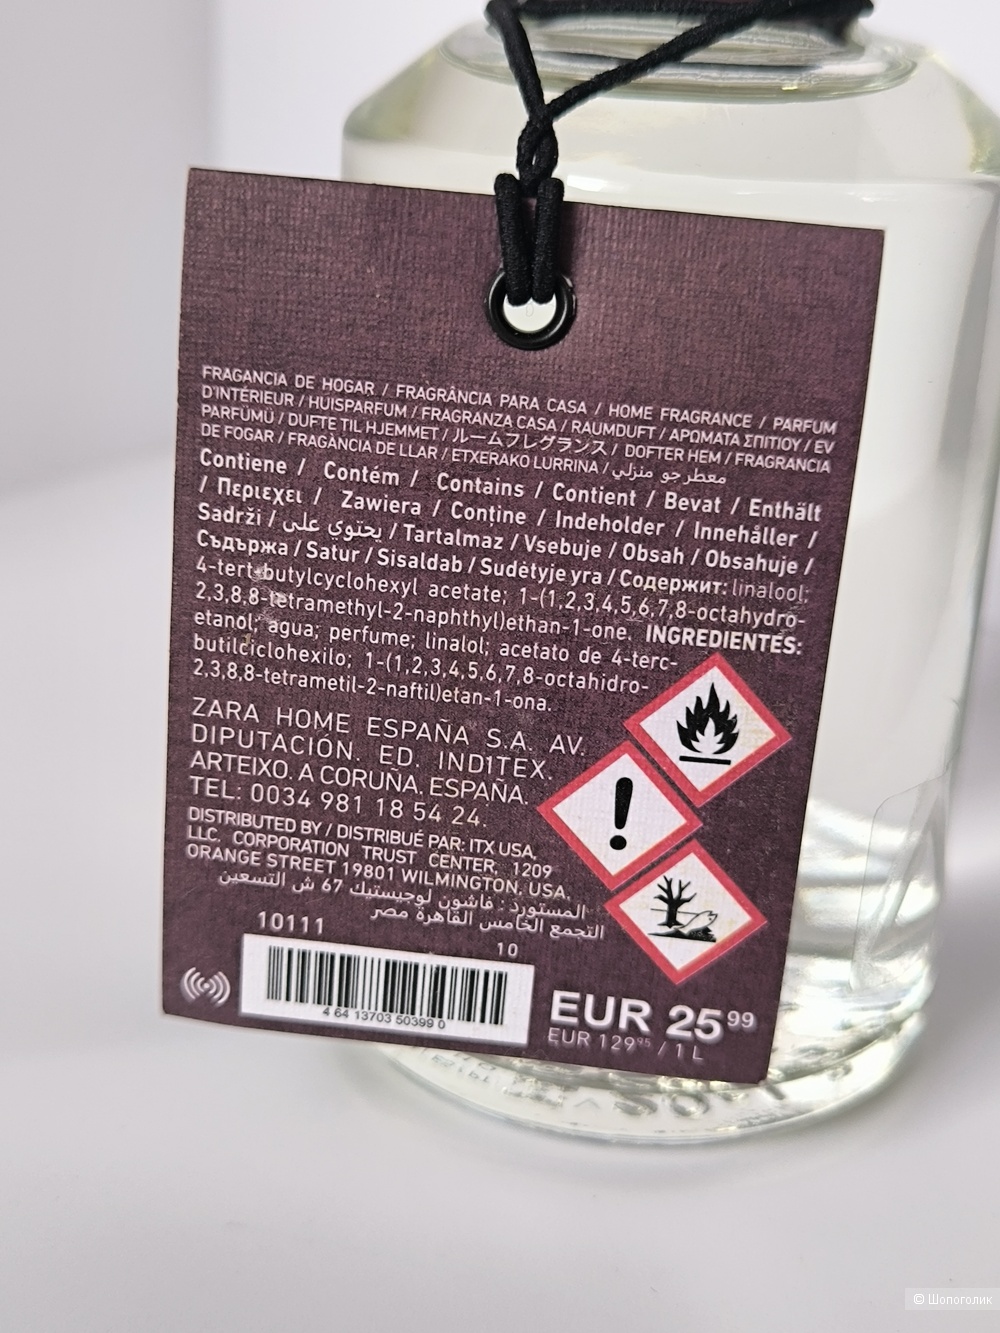 FRAGANCIA DE HOGAR / FRAGRÂNCIA PARA CASA / HOME FRAGRANCE / PARFUM
D'INTÉRIEUR / HUISPARFUM / FRAGRANZA CASA / RAUMDUFT / ΑΡΩΜΑΤΑ ΣΠΙΤΙΟΥ / EV
PARFÜMÜ / DUFTE TIL HJEMMET / ルームフレグランス / DOFTER HEM / FRAGRANCIA
DE FOGAR / FRAGÀNCIA DE LLAR / ETXERAKO LURRINA / معطر جو منزلي
Contiene / Contém / Contains / Contient / Bevat / Enthält
/ Περιεχει / Zawiera / Conține / Indeholder / Innehåller /
Sadrži / يحتوي على / Tartalmaz / Vsebuje / Obsah / Obsahuje /
Съдържа / Satur / Sisaldab / Sudėtyje yra / Содержит: linalool;
4-tert-butylcyclohexyl acetate; 1-(1,2,3,4,5,6,7,8-octahydro-
2,3,8,8-tetramethyl-2-naphthyl)ethan-1-one. INGREDIENTES:
etanol; agua; perfume; linalol; acetato de 4-terc-
butilciclohexilo; 1-(1,2,3,4,5,6,7,8-octahidro-
2,3,8,8-tetrametil-2-naftil)etan-1-ona.
ZARA HOME ESPAÑA S.A. AV.
DIPUTACIÓN. ED. INDITEX.
ARTEIXO. A CORUÑA. ESPAÑA.
TEL: 0034 981 18 54 24.
DISTRIBUTED BY / DISTRIBUÉ PAR: ITX USA,
LLC, CORPORATION TRUST CENTER, 1209
ORANGE STREET 19801 WILMINGTON. USA.
المستورد : فاشون لوجيستيك 67 ش التسعين
التجمع الخامس القاهرة مصر
10111
10
4 64 13703 50399 0
EUR 25 99
EUR 129 95 / 1 L
© Шопоголик